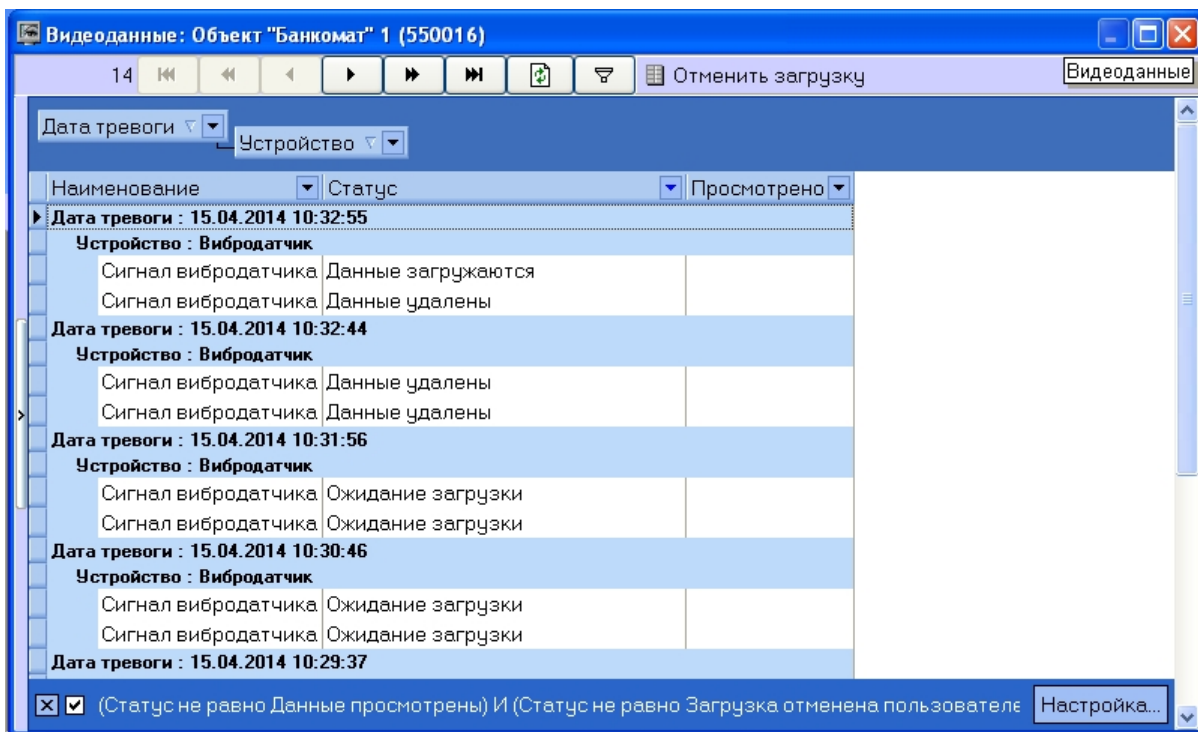 Видеоданные: Объект "Банкомат" 1 (550016)
14 Отменить загрузку Видеоданные
Дата тревоги
Устройство
Наименование Статус Просмотрено
Дата тревоги : 15.04.2014 10:32:55
Устройство : Вибродатчик
Сигнал вибродатчика Данные загружаются
Сигнал вибродатчика Данные удалены
Дата тревоги : 15.04.2014 10:32:44
Устройство : Вибродатчик
Сигнал вибродатчика Данные удалены
Сигнал вибродатчика Данные удалены
Дата тревоги : 15.04.2014 10:31:56
Устройство : Вибродатчик
Сигнал вибродатчика Ожидание загрузки
Сигнал вибродатчика Ожидание загрузки
Дата тревоги : 15.04.2014 10:30:46
Устройство : Вибродатчик
Сигнал вибродатчика Ожидание загрузки
Сигнал вибродатчика Ожидание загрузки
Дата тревоги : 15.04.2014 10:29:37
(Статус не равно Данные просмотрены) И (Статус не равно Загрузка отменена пользователе Настройка...